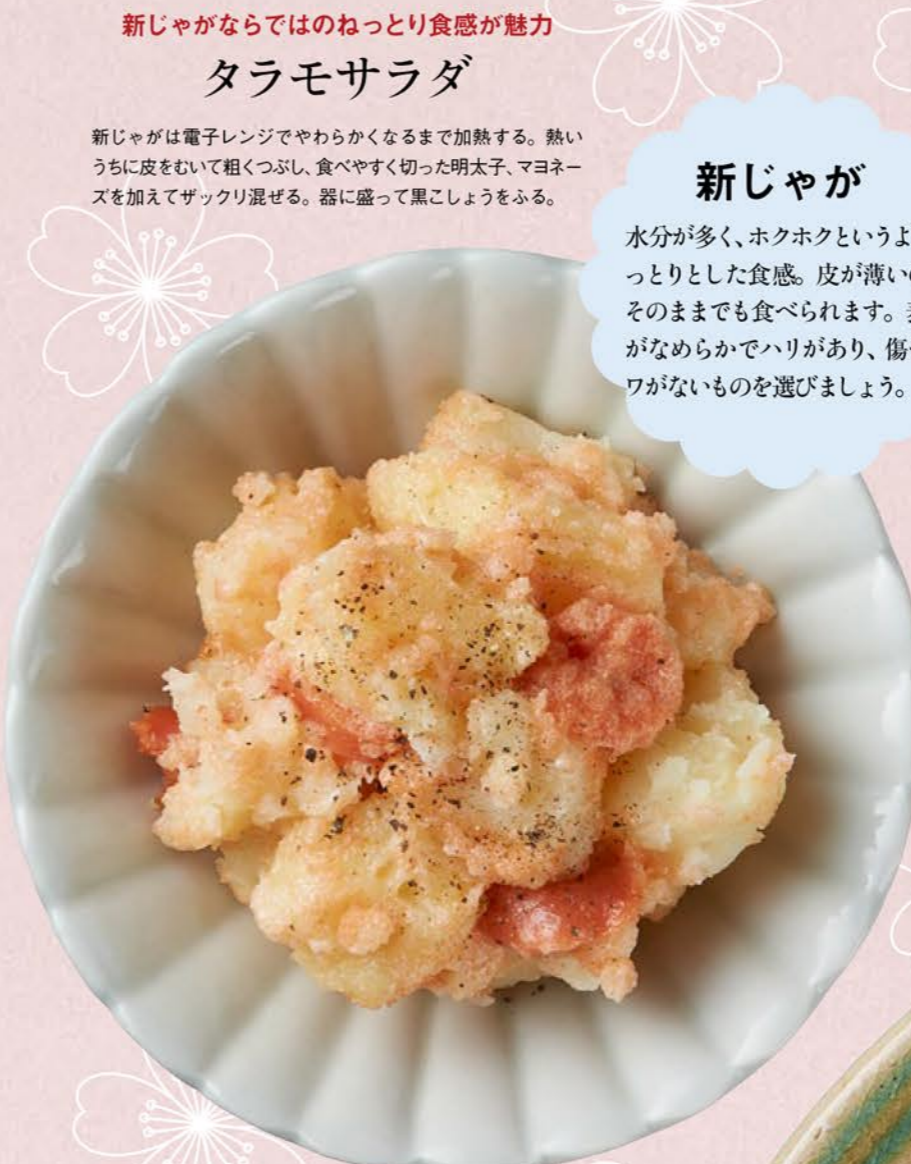 新じゃがならではのねっとり食感が魅力
タラモサラダ
新じゃがは電子レンジでやわらかくなるまで加熱する。熱い
うちに皮をむいて粗くつぶし、食べやすく切った明太子、マヨネー
ズを加えてザックリ混ぜる。器に盛って黒こしょうをふる。
新じゃが
水分が多く、ホクホクというよ
っとりとした食感。皮が薄い
そのままでも食べられます。
がなめらかでハリがあり、傷
ワがないものを選びましょう。